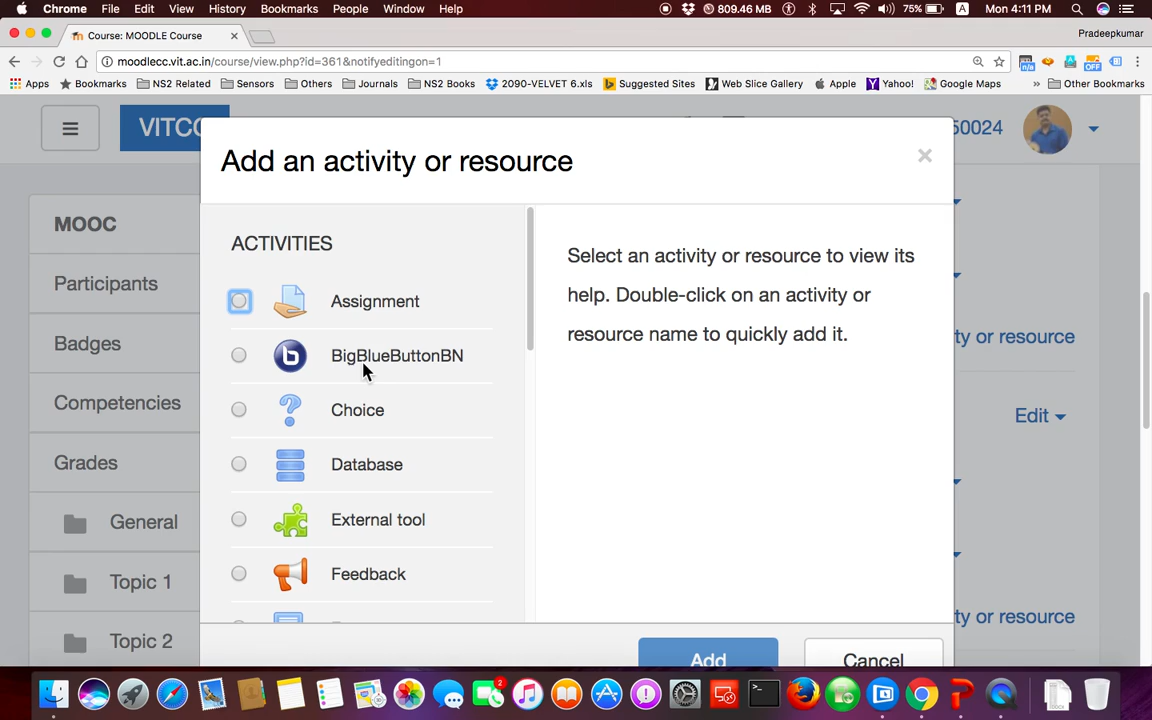 Chrome File Edit View History Bookmarks People Window Help 809.46 MB 75% A Mon 4:11 PM
Course: MOODLE Course Pradeepkumar
moodlecc.vit.ac.in/course/view.php?id=361&notifyeditingon=1
Apps Bookmarks NS2 Related Sensors Others Journals NS2 Books 2090-VELVET 6.xls Suggested Sites Web Slice Gallery Apple Yahoo! Google Maps » Other Bookmarks
n/a OFF
VITCC 50024
Add an activity or resource ×
MOOC
Participants
Badges
Competencies
Grades
General
Topic 1
Topic 2
ACTIVITIES
Assignment
BigBlueButtonBN
Choice
Database
External tool
Feedback
Select an activity or resource to view its
help. Double-click on an activity or
resource name to quickly add it.
ty or resource
Edit
ty or resource
Add Cancel
2